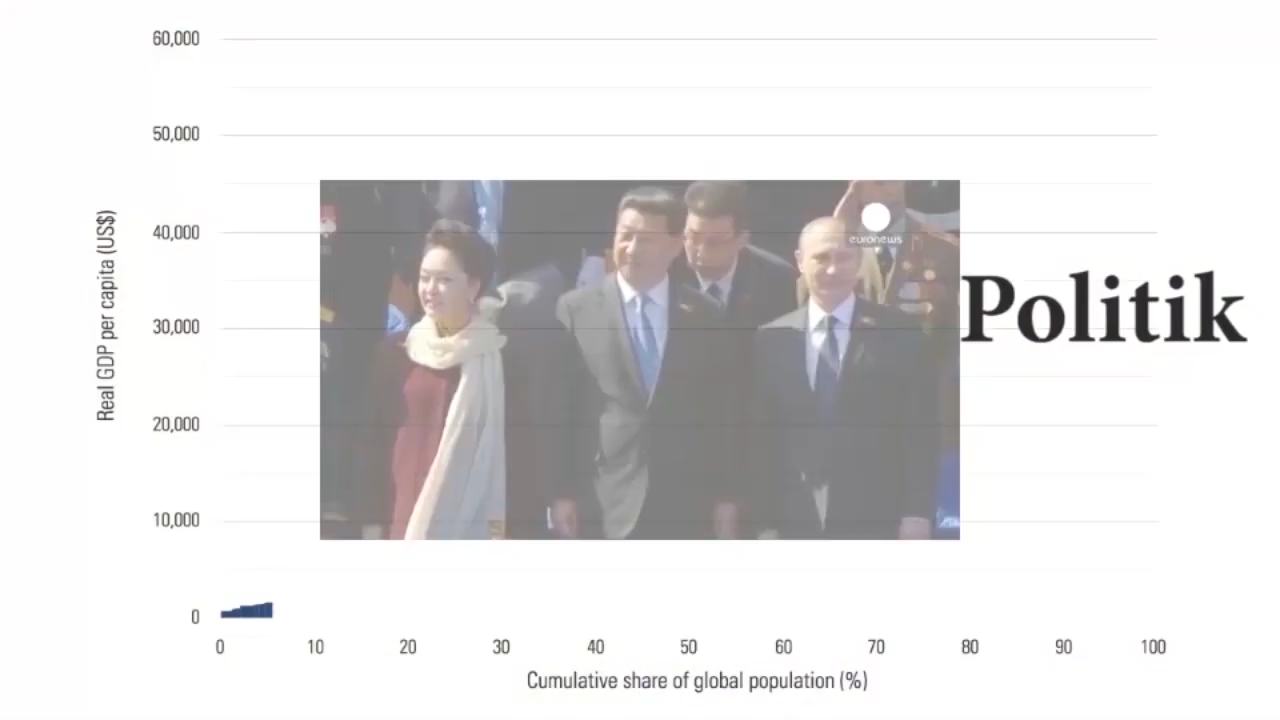 60,000
50,000
40,000
30,000
20,000
10,000
0
Real GDP per capita (US$)
euronews
Politik
0 10 20 30 40 50 60 70 80 90 100
Cumulative share of global population (%)